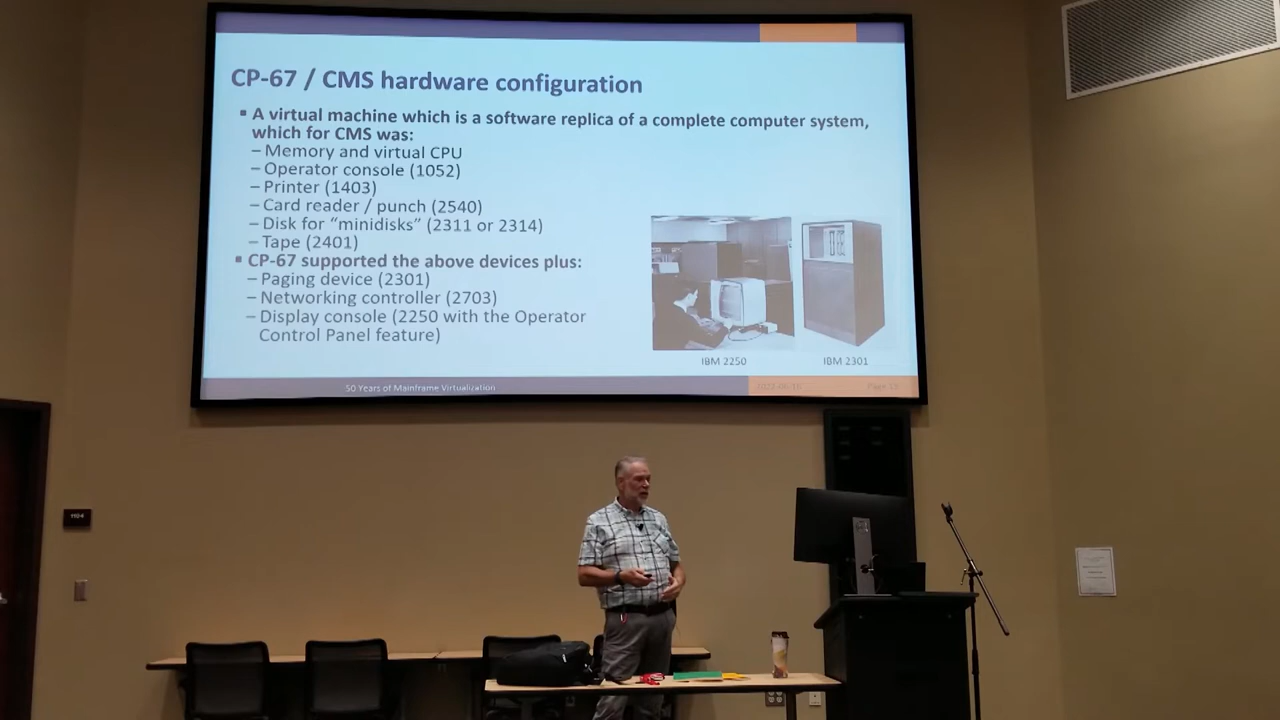 CP-67 / CMS hardware configuration
▪ A virtual machine which is a software replica of a complete computer system,
which for CMS was:
– Memory and virtual CPU
– Operator console (1052)
– Printer (1403)
– Card reader / punch (2540)
– Disk for “minidisks” (2311 or 2314)
– Tape (2401)
▪ CP-67 supported the above devices plus:
– Paging device (2301)
– Networking controller (2703)
– Display console (2250 with the Operator
Control Panel feature)
IBM 2250
IBM 2301
50 Years of Mainframe Virtualization
Page
1104